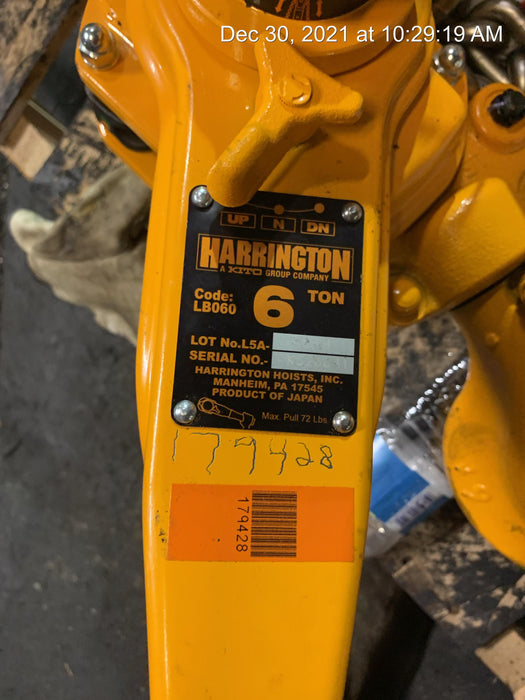 Dec 30, 2021 at 10:29:19 AM
UP N DN
HARRINGTON
A KITO GROUP COMPANY
Code: 6 TON
LB060
LOT No.L5A-
SERIAL NO.-
HARRINGTON HOISTS, INC.
MANHEIM, PA 17545
PRODUCT OF JAPAN
Max. Pull 72 Lbs
179428
179428